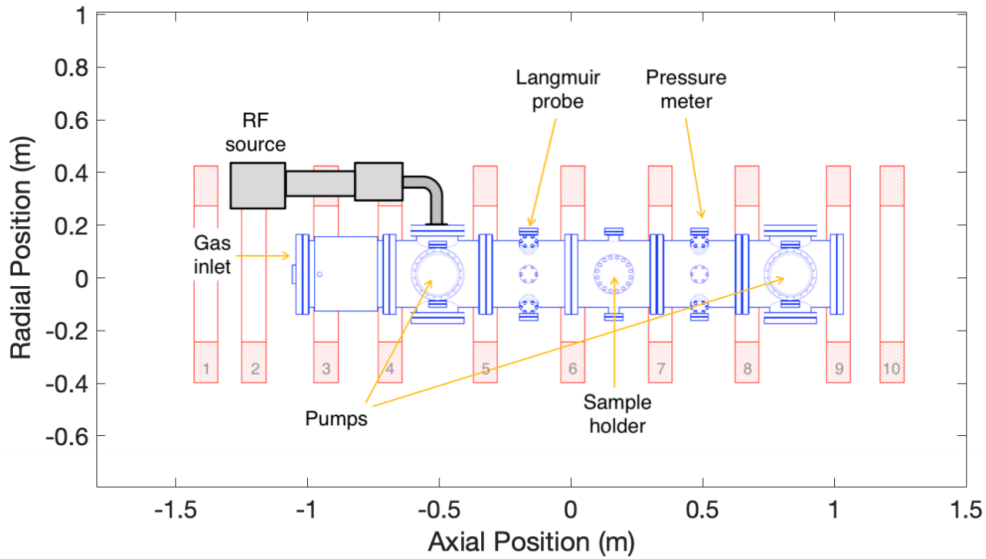 1
0.8
0.6
0.4
0.2
0
-0.2
-0.4
-0.6
Radial Position (m)
RF
source
Langmuir
probe
Pressure
meter
Gas
inlet
1
2
3
4
5
6
7
8
9
10
Pumps
Sample
holder
-1.5
-1
-0.5
0
0.5
1
1.5
Axial Position (m)